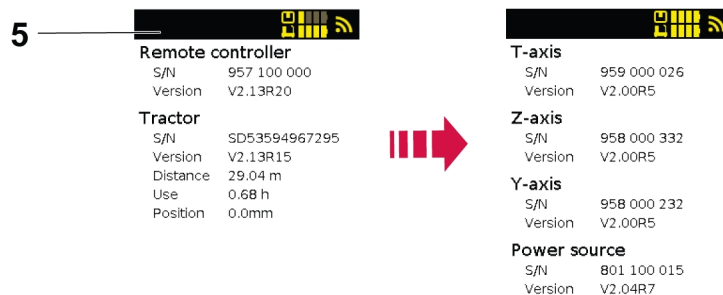 5
Remote controller
S/N 957 100 000
Version V2.13R20
Tractor
S/N SD53594967295
Version V2.13R15
Distance 29.04 m
Use 0.68 h
Position 0.0mm
T-axis
S/N 959 000 026
Version V2.00R5
Z-axis
S/N 958 000 332
Version V2.00R5
Y-axis
S/N 958 000 232
Version V2.00R5
Power source
S/N 801 100 015
Version V2.04R7